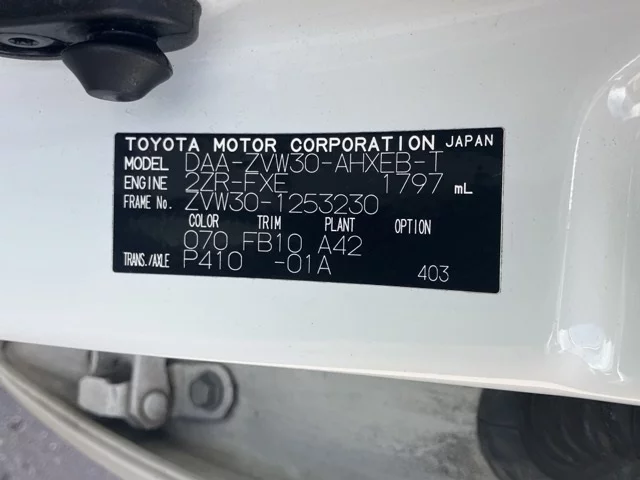 TOYOTA MOTOR CORPORATION JAPAN
MODEL DAA-ZVW30-AHXEB-T
ENGINE 2ZR-FXE 1797 mL
FRAME No. ZVW30-1253230
COLOR TRIM PLANT OPTION
070 FB10 A42
TRANS./AXLE P410 -01A 403